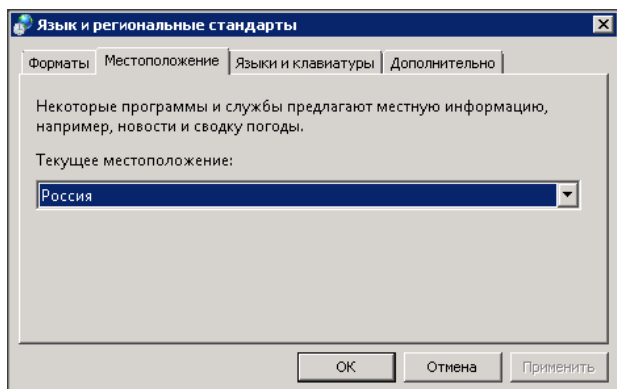 Язык и региональные стандарты
Форматы Местоположение Языки и клавиатуры Дополнительно
Некоторые программы и службы предлагают местную информацию,
например, новости и сводку погоды.
Текущее местоположение:
Россия
ОК Отмена Применить